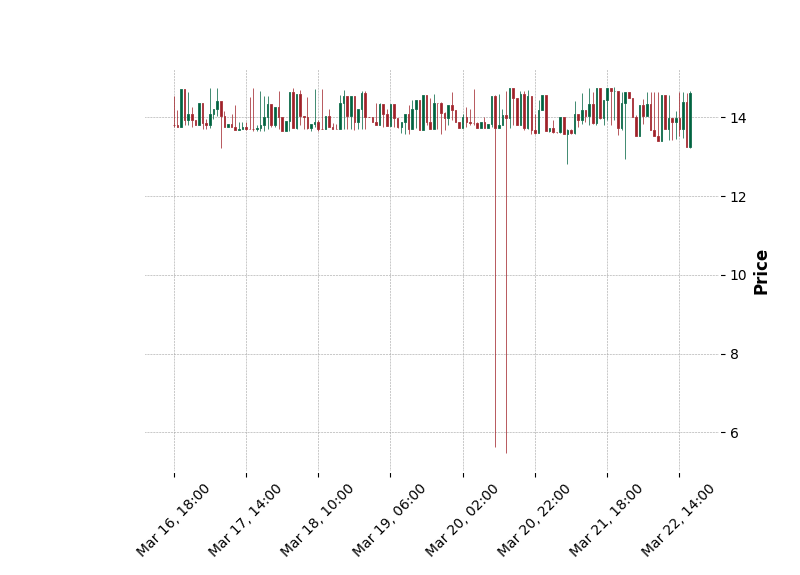 14
12
10
8
6
Price
Mar 16, 18:00
Mar 17, 14:00
Mar 18, 10:00
Mar 19, 06:00
Mar 20, 02:00
Mar 20, 22:00
Mar 21, 18:00
Mar 22, 14:00